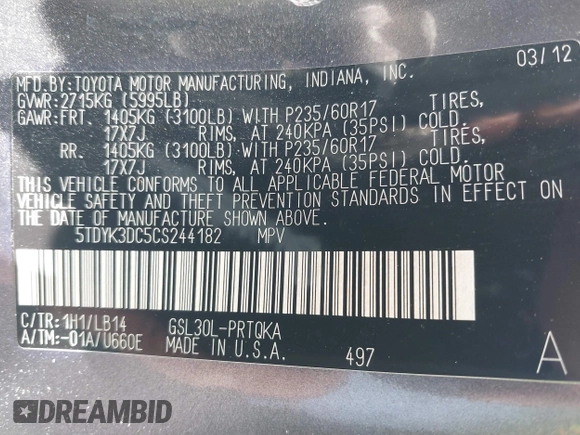 03/12
MFD.BY:TOYOTA MOTOR MANUFACTURING, INDIANA, INC.
GVWR:2715KG (5995LB)
GAWR:FRT. 1405KG (3100LB) WITH P235/60R17 TIRES,
17X7J RIMS, AT 240KPA (35PSI) COLD.
RR. 1405KG (3100LB) WITH P235/60R17 TIRES,
17X7J RIMS, AT 240KPA (35PSI) COLD.
THIS VEHICLE CONFORMS TO ALL APPLICABLE FEDERAL MOTOR
VEHICLE SAFETY AND THEFT PREVENTION STANDARDS IN EFFECT ON
THE DATE OF MANUFACTURE SHOWN ABOVE.
5TDYK3DC5CS244182 MPV
C/TR:1H1/LB14 GSL30L-PRTQKA
A/TM:-01A/U660E MADE IN U.S.A. 497 A
DREAMBID